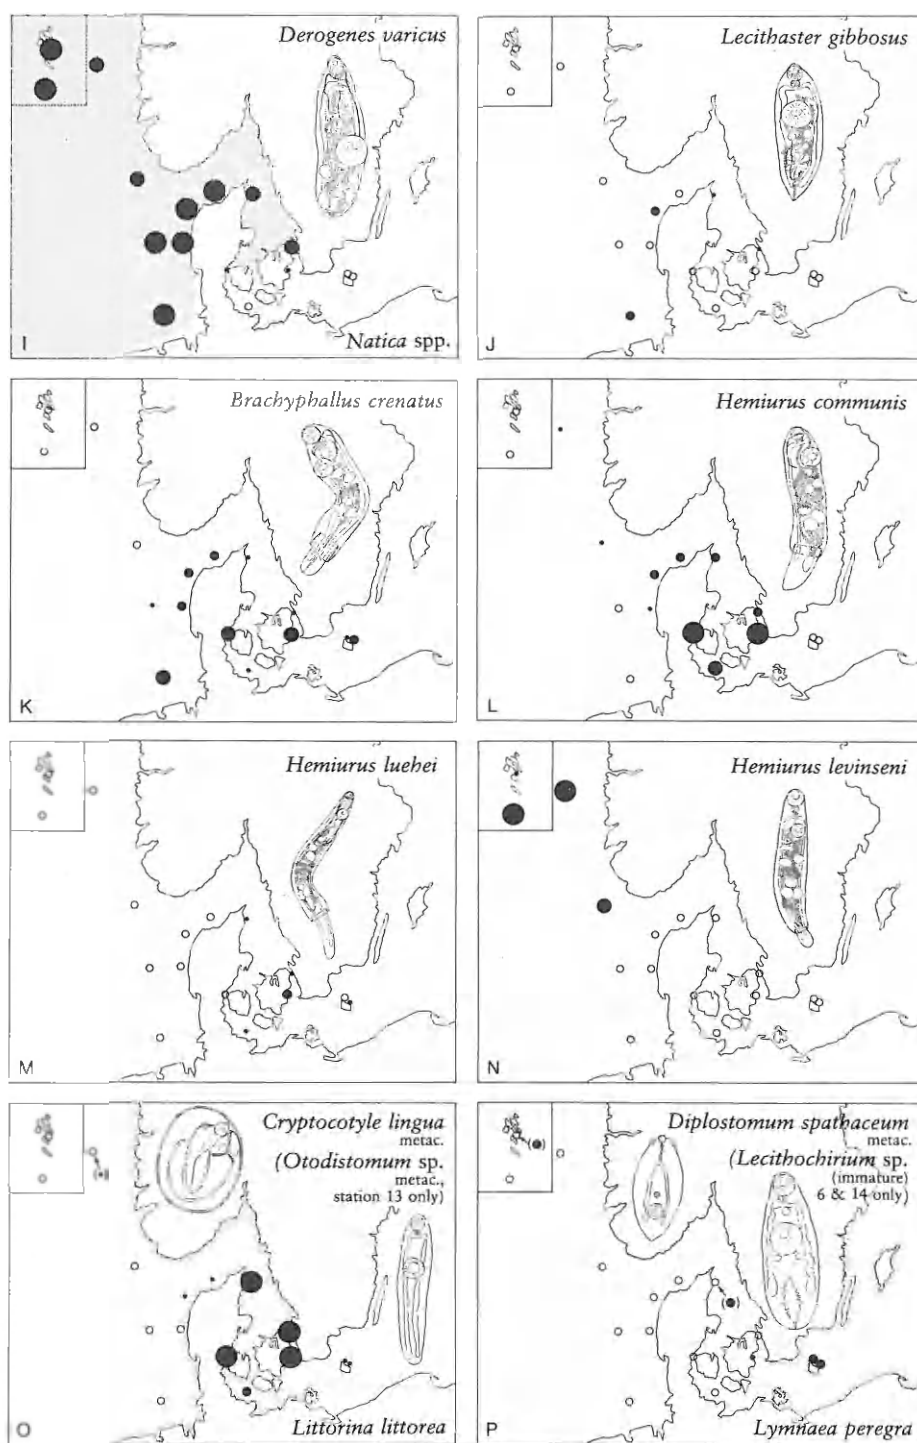 Derogenes varicus
I
Natica spp.
Lecithaster gibbosus
J
Brachyphallus crenatus
K
Hemiurus communis
L
Hemiurus luehei
M
Hemiurus levinseni
N
Cryptocotyle lingua
metac.
(Otodistomum sp.
metac.,
station 13 only)
O
Littorina littorea
Diplostomum spathaceum
metac.
(Lecithochirium sp.
(immature)
6 & 14 only)
P
Lymnaea peregra